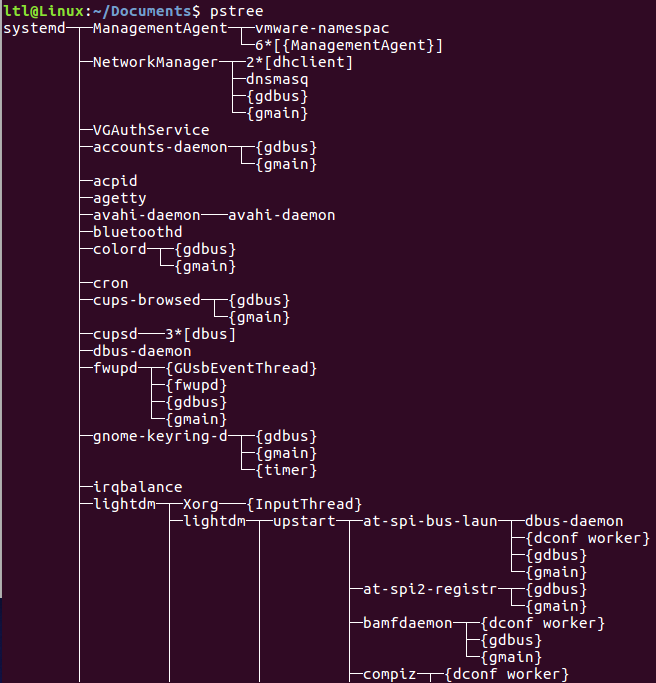 ltl@Linux:~/Documents$ pstree
systemd─┬─ManagementAgent─┬─vmware-namespac
        │                 └─6*[{ManagementAgent}]
        ├─NetworkManager─┬─2*[dhclient]
        │                ├─dnsmasq
        │                ├─{gdbus}
        │                └─{gmain}
        ├─VGAuthService
        ├─accounts-daemon─┬─{gdbus}
        │                 └─{gmain}
        ├─acpid
        ├─agetty
        ├─avahi-daemon───avahi-daemon
        ├─bluetoothd
        ├─colord─┬─{gdbus}
        │        └─{gmain}
        ├─cron
        ├─cups-browsed─┬─{gdbus}
        │              └─{gmain}
        ├─cupsd───3*[dbus]
        ├─dbus-daemon
        ├─fwupd─┬─{GUsbEventThread}
        │       ├─{fwupd}
        │       ├─{gdbus}
        │       └─{gmain}
        ├─gnome-keyring-d─┬─{gdbus}
        │                 ├─{gmain}
        │                 └─{timer}
        ├─irqbalance
        ├─lightdm─┬─Xorg───{InputThread}
        │         ├─lightdm─┬─upstart─┬─at-spi-bus-laun─┬─dbus-daemon
        │         │         │         │                 ├─{dconf worker}
        │         │         │         │                 ├─{gdbus}
        │         │         │         │                 └─{gmain}
        │         │         │         ├─at-spi2-registr─┬─{gdbus}
        │         │         │         │                 └─{gmain}
        │         │         │         ├─bamfdaemon─┬─{dconf worker}
        │         │         │         │            ├─{gdbus}
        │         │         │         │            └─{gmain}
        │         │         │         ├─compiz─┬─{dconf worker}